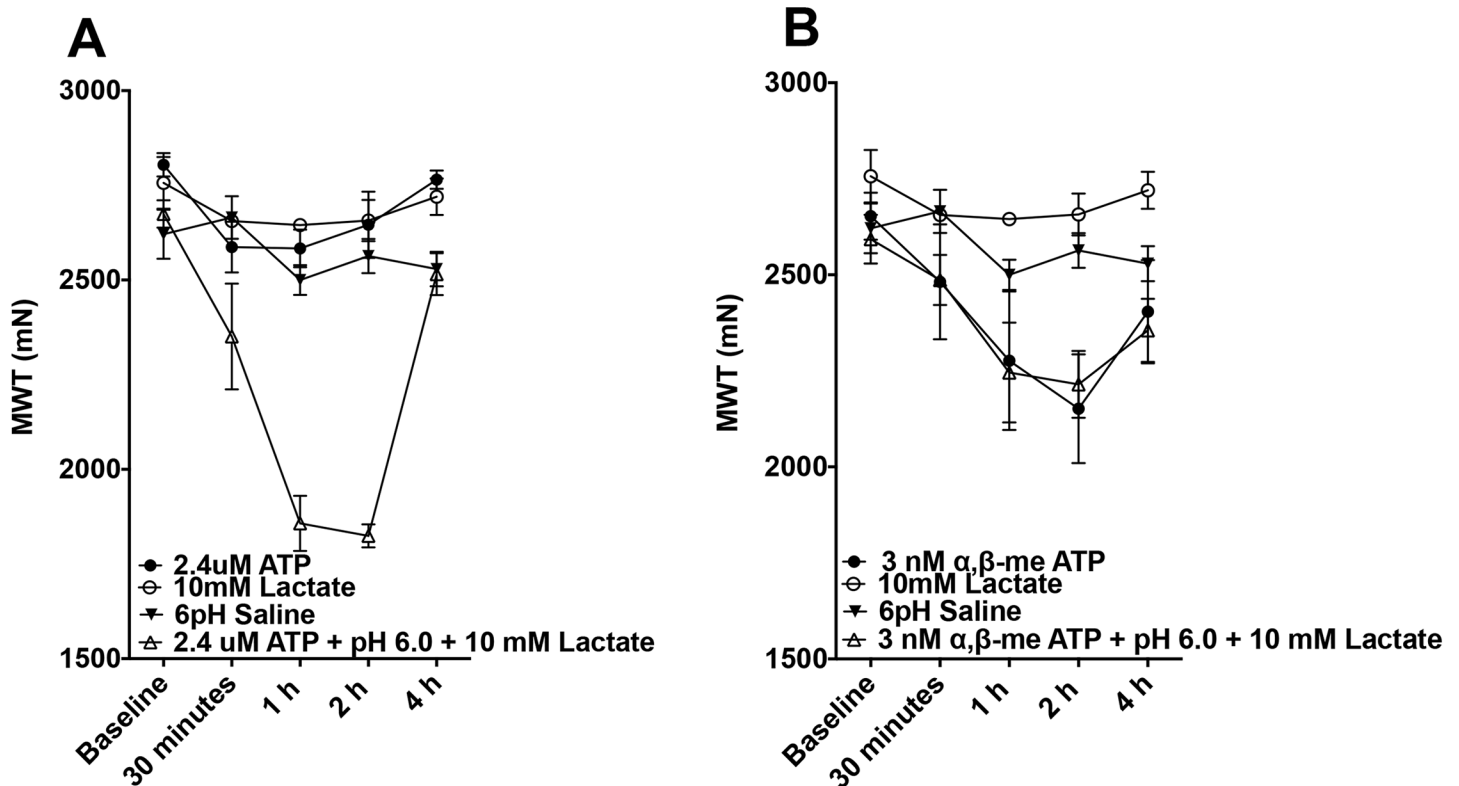 A
3000
2500
2000
1500
MWT (mN)
2.4uM ATP
10mM Lactate
6pH Saline
2.4 uM ATP + pH 6.0 + 10 mM Lactate
Baseline
30 minutes
1 h
2 h
4 h
B
3000
2500
2000
1500
MWT (mN)
3 nM α,β-me ATP
10mM Lactate
6pH Saline
3 nM α,β-me ATP + pH 6.0 + 10 mM Lactate
Baseline
30 minutes
1 h
2 h
4 h